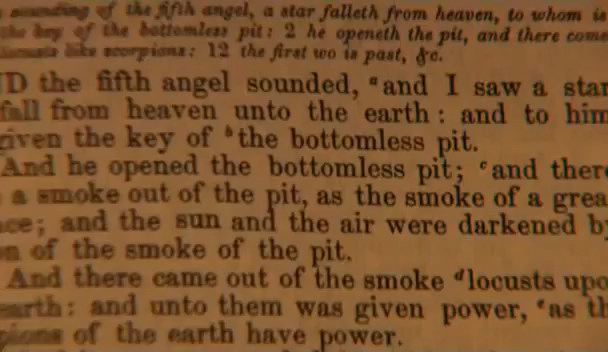 sounding of the fifth angel, a star falleth from heaven, to whom is
the key of the bottomless pit: 2 he openeth the pit, and there come
locusts like scorpions: 12 the first wo is past, &c.
ND the fifth angel sounded, a and I saw a star
fall from heaven unto the earth: and to him
given the key of b the bottomless pit.
And he opened the bottomless pit; c and there
a smoke out of the pit, as the smoke of a grea
ace; and the sun and the air were darkened by
on of the smoke of the pit.
And there came out of the smoke d locusts upo
earth: and unto them was given power, e as th
pions of the earth have power.